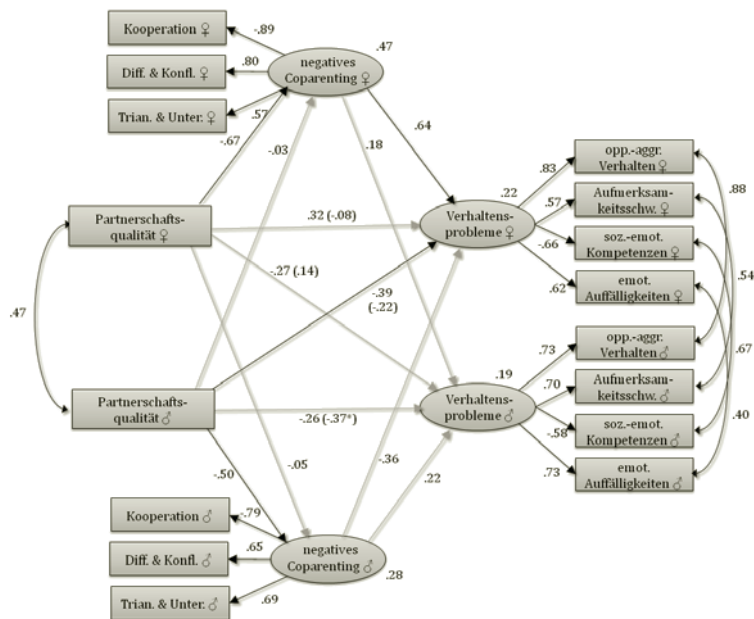 Kooperation ♀
-.89
.47
Diff. & Konfl. ♀
.80
negatives
Coparenting ♀
Trian. & Unter. ♀
.57
-.67
-.03
.18
.64
opp.-aggr.
Verhalten ♀
.83
.88
.22
Aufmerksam-
keitsschw. ♀
.57
Partnerschafts-
qualität ♀
.32 (-.08)
Verhaltens-
probleme ♀
-.66
soz.-emot.
Kompetenzen ♀
-.27 (.14)
.54
.62
emot.
Auffälligkeiten ♀
-.39
(-.22)
.47
.67
opp.-aggr.
Verhalten ♂
.73
.19
Aufmerksam-
keitsschw. ♂
.70
Partnerschafts-
qualität ♂
-.26 (-.37*)
Verhaltens-
probleme ♂
.40
-.58
soz.-emot.
Kompetenzen ♂
-.05
-.36
.73
emot.
Auffälligkeiten ♂
-.50
.22
Kooperation ♂
-.79
Diff. & Konfl. ♂
.65
negatives
Coparenting ♂
.28
Trian. & Unter. ♂
.69